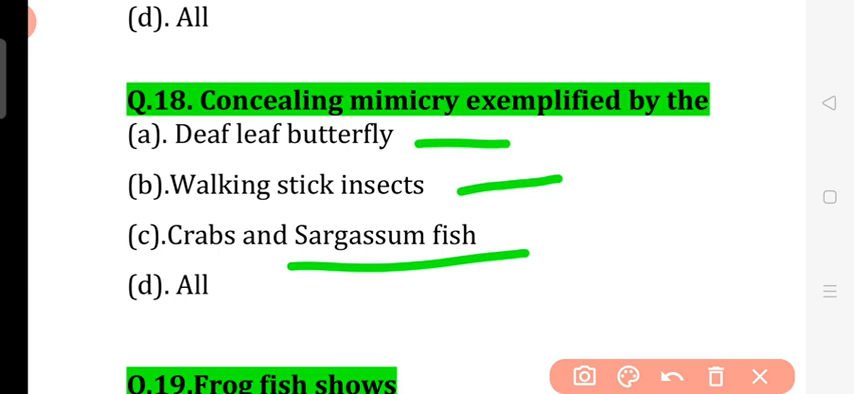 (d). All
Q.18. Concealing mimicry exemplified by the
(a). Deaf leaf butterfly
(b).Walking stick insects
(c).Crabs and Sargassum fish
(d). All
Q.19.Frog fish shows